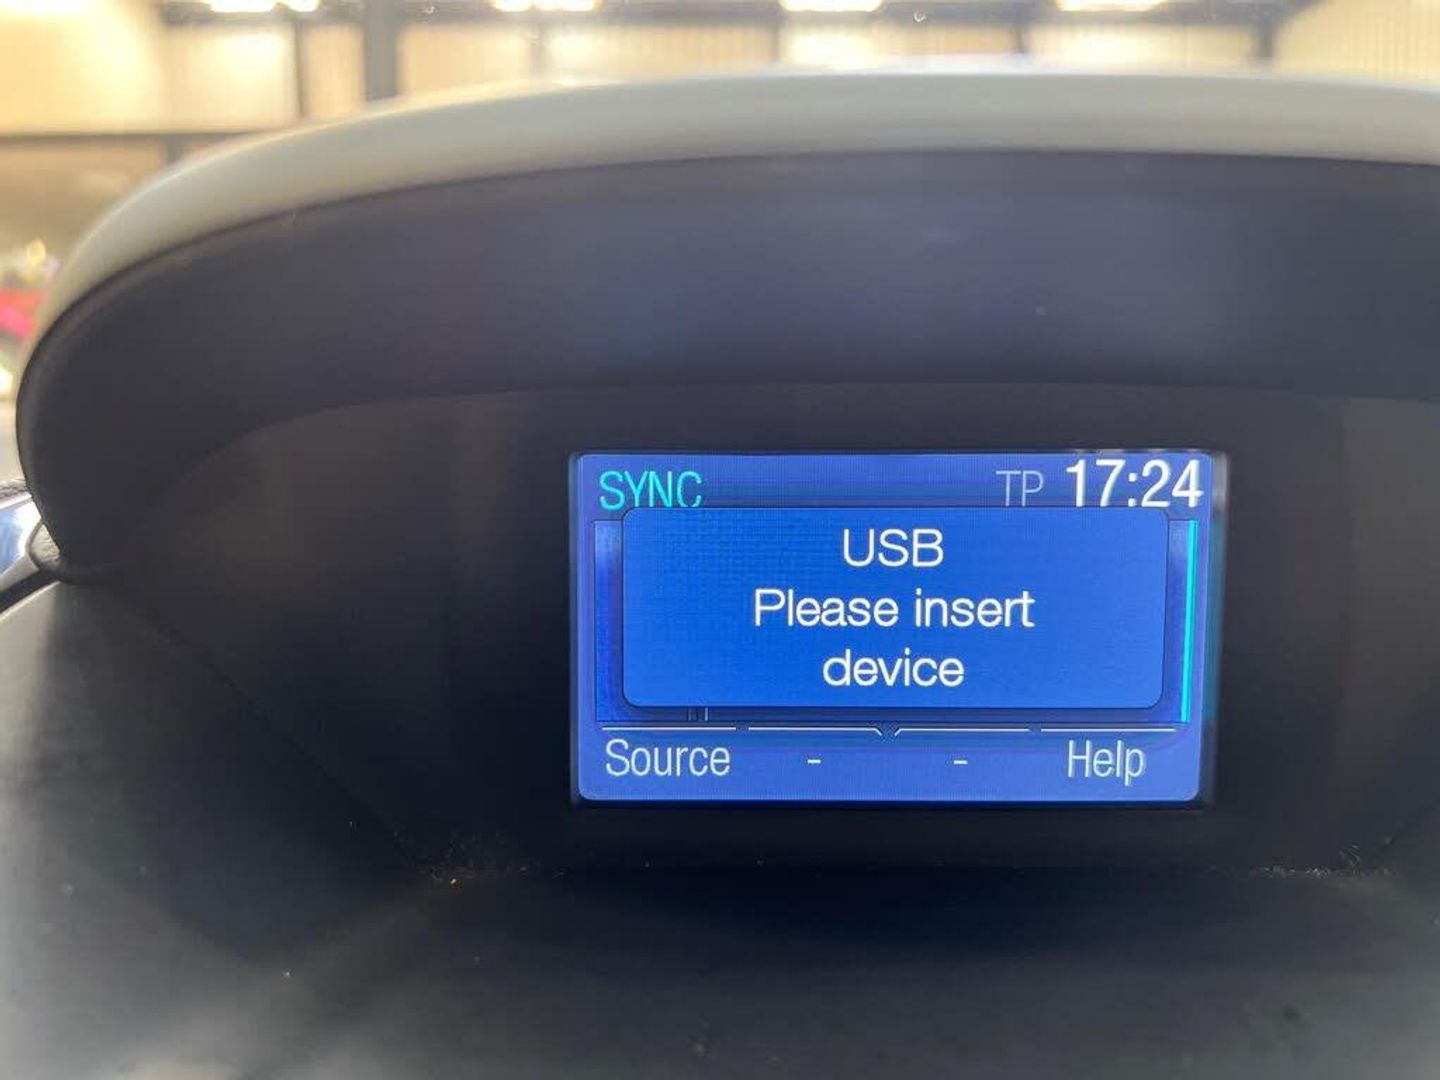 SYNC TP 17:24
USB
Please insert
device
Source - - Help